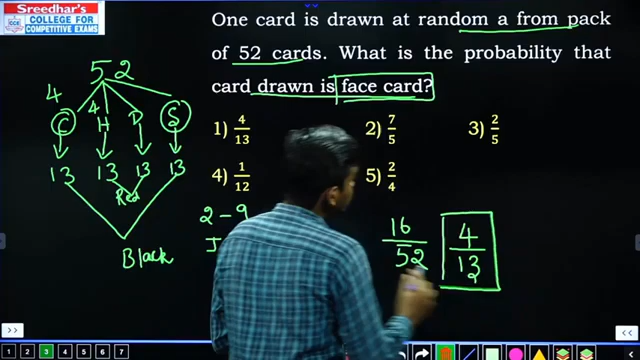 Sreedhar's
CCE
COLLEGE FOR
COMPETITIVE EXAMS
One card is drawn at random a from pack
of 52 cards. What is the probability that
card drawn is face card?
1) 4/13
2) 7/5
3) 2/5
4) 1/12
5) 2/4
52
4
C H D S
4
13 13 13 13
Red
Black
2 - 9
J
16/52
4/13
>>
1 2 3 4 5 6 7
<<